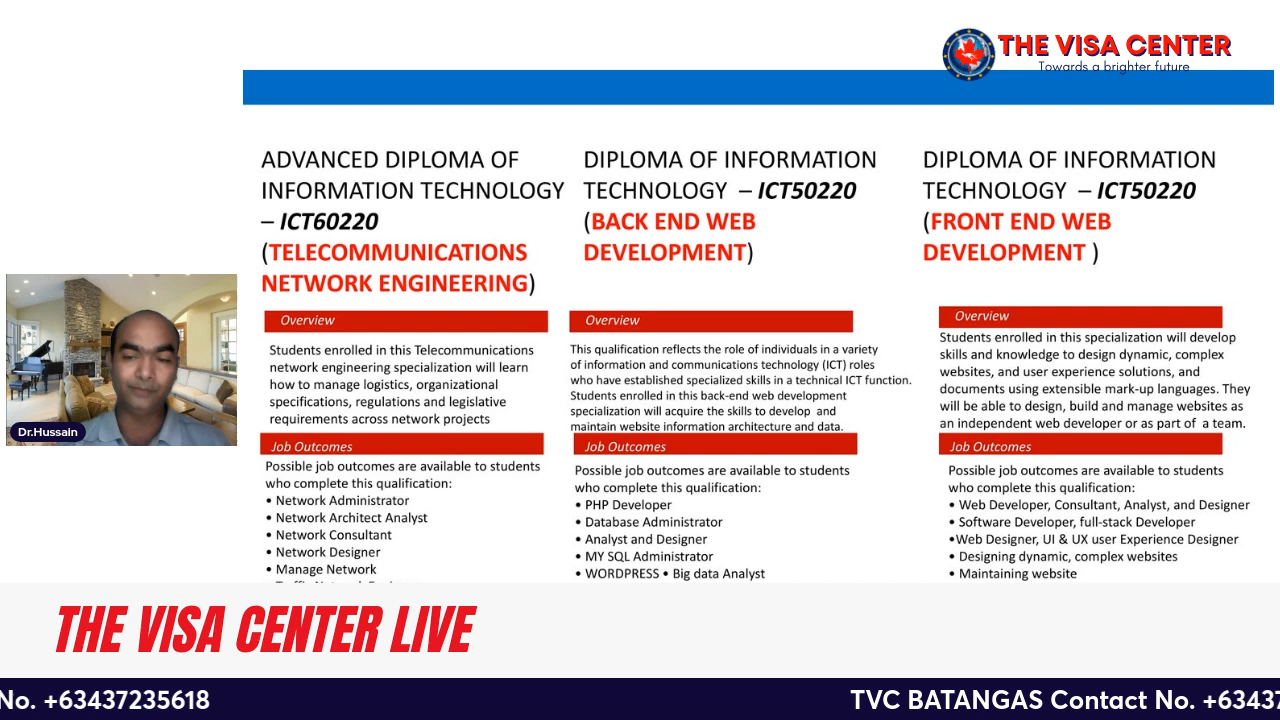 THE VISA CENTER
Towards a brighter future
ADVANCED DIPLOMA OF
INFORMATION TECHNOLOGY
– ICT60220
(TELECOMMUNICATIONS
NETWORK ENGINEERING)
Overview
Students enrolled in this Telecommunications
network engineering specialization will learn
how to manage logistics, organizational
specifications, regulations and legislative
requirements across network projects
Job Outcomes
Possible job outcomes are available to students
who complete this qualification:
• Network Administrator
• Network Architect Analyst
• Network Consultant
• Network Designer
• Manage Network
DIPLOMA OF INFORMATION
TECHNOLOGY – ICT50220
(BACK END WEB
DEVELOPMENT)
Overview
This qualification reflects the role of individuals in a variety
of information and communications technology (ICT) roles
who have established specialized skills in a technical ICT function.
Students enrolled in this back-end web development
specialization will acquire the skills to develop and
maintain website information architecture and data.
Job Outcomes
Possible job outcomes are available to students
who complete this qualification:
• PHP Developer
• Database Administrator
• Analyst and Designer
• MY SQL Administrator
• WORDPRESS • Big data Analyst
DIPLOMA OF INFORMATION
TECHNOLOGY – ICT50220
(FRONT END WEB
DEVELOPMENT )
Overview
Students enrolled in this specialization will develop
skills and knowledge to design dynamic, complex
websites, and user experience solutions, and
documents using extensible mark-up languages. They
will be able to design, build and manage websites as
an independent web developer or as part of a team.
Job Outcomes
Possible job outcomes are available to students
who complete this qualification:
• Web Developer, Consultant, Analyst, and Designer
• Software Developer, full-stack Developer
•Web Designer, UI & UX user Experience Designer
• Designing dynamic, complex websites
• Maintaining website
Dr.Hussain
THE VISA CENTER LIVE
No. +63437235618
TVC BATANGAS Contact No. +63437